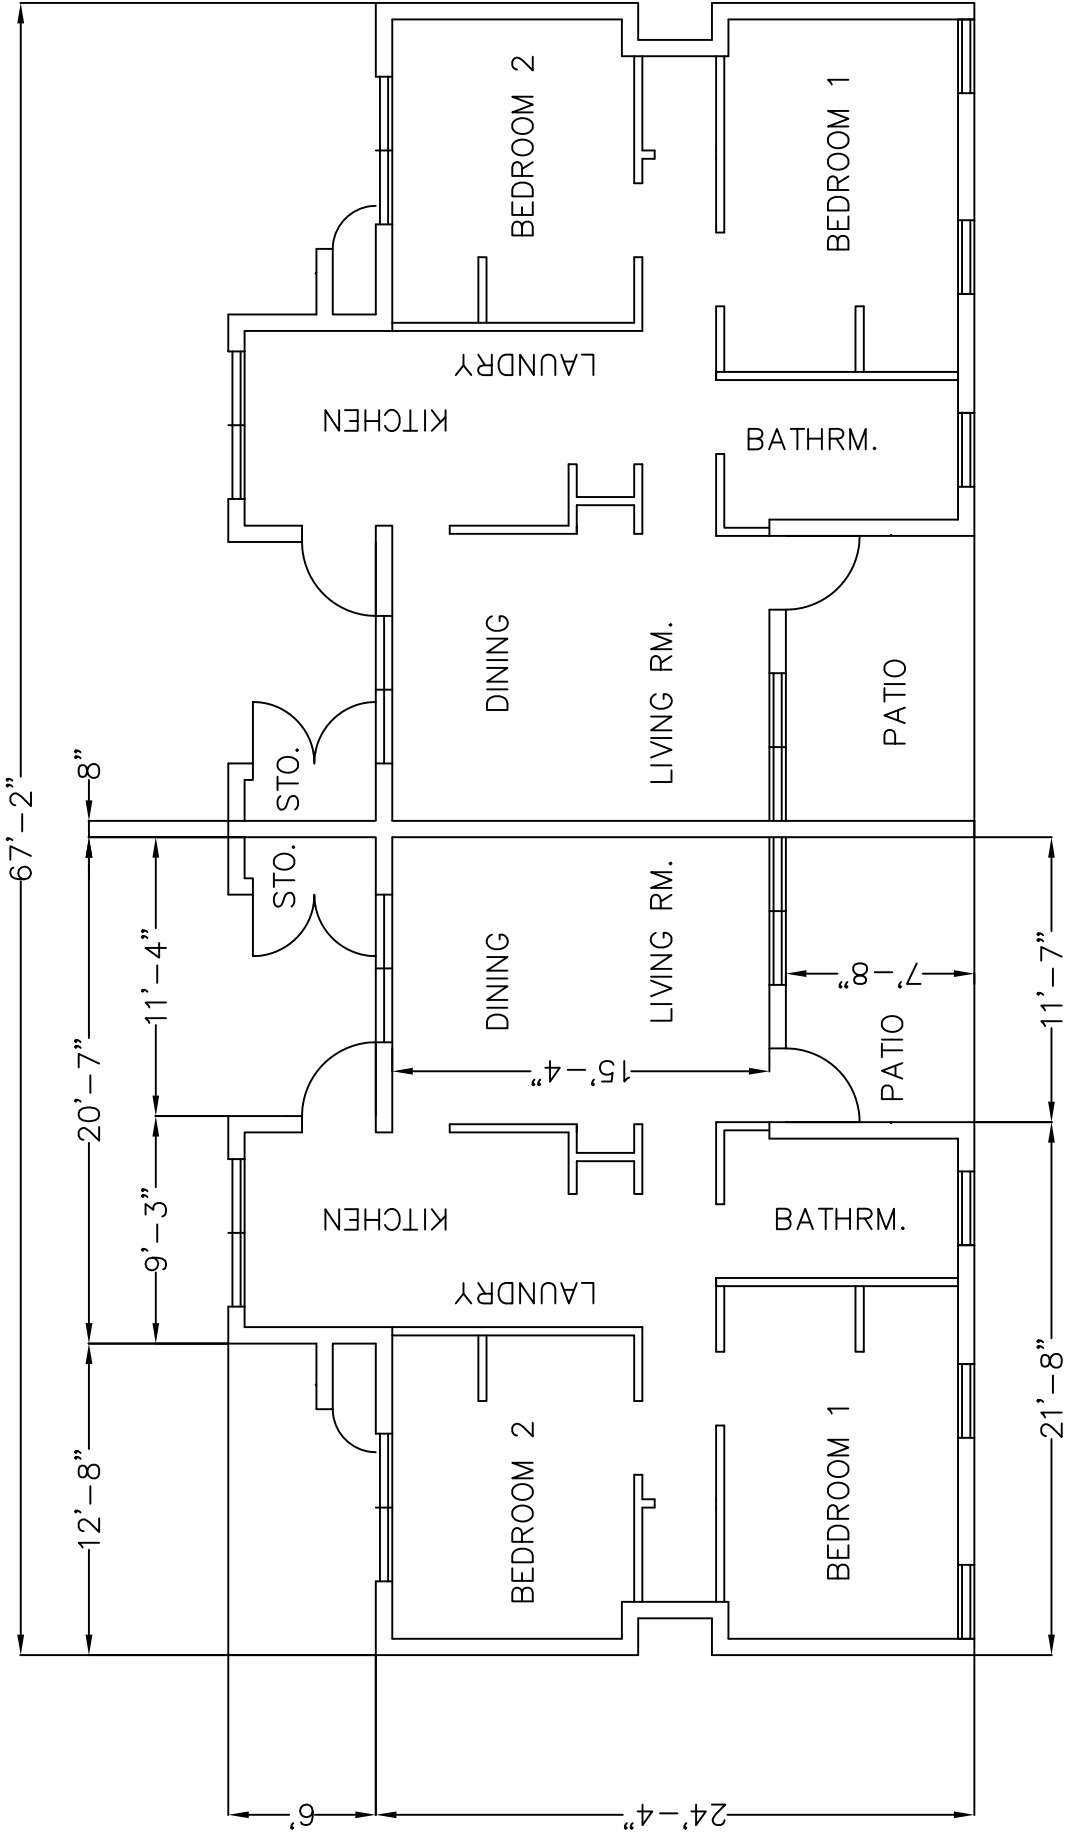 67'-2"
12'-8"
20'-7"
8"
9'-3"
11'-4"
6'
STO.
STO.
KITCHEN
KITCHEN
BEDROOM 2
DINING
DINING
BEDROOM 2
LAUNDRY
LAUNDRY
15'-4"
LIVING RM.
LIVING RM.
24'-4"
BATHRM.
BATHRM.
BEDROOM 1
BEDROOM 1
PATIO
7'-8"
PATIO
21'-8"
11'-7"